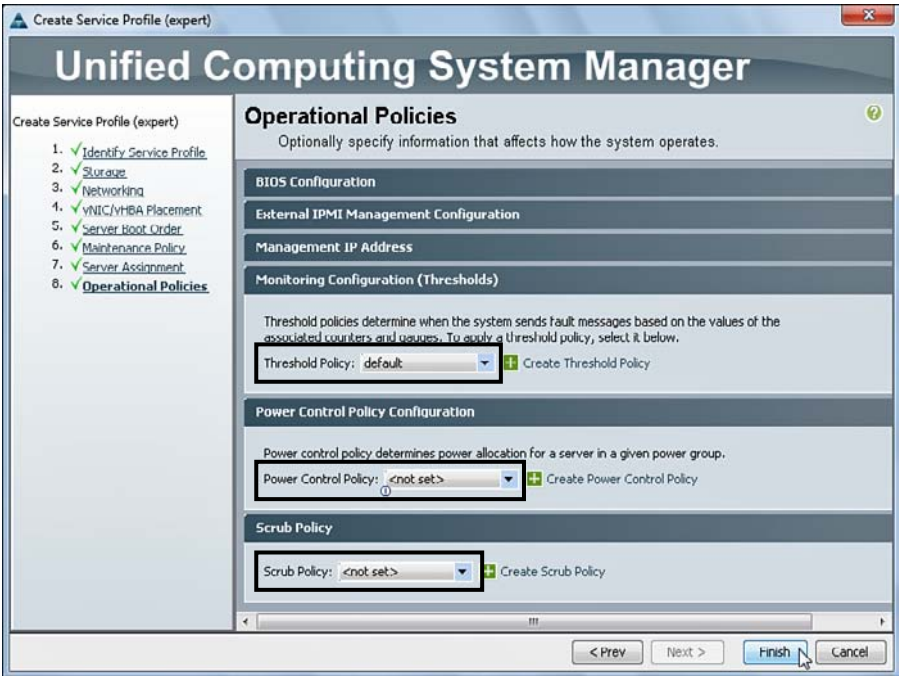 Create Service Profile (expert)
Unified Computing System Manager
Create Service Profile (expert)
1. Identify Service Profile
2. Storage
3. Networking
4. vNIC/vHBA Placement
5. Server Boot Order
6. Maintenance Policy
7. Server Assignment
8. Operational Policies
Operational Policies
Optionally specify information that affects how the system operates.
BIOS Configuration
External IPMI Management Configuration
Management IP Address
Monitoring Configuration (Thresholds)
Threshold policies determine when the system sends fault messages based on the values of the
associated counters and gauges. To apply a threshold policy, select it below.
Threshold Policy: default Create Threshold Policy
Power Control Policy Configuration
Power control policy determines power allocation for a server in a given power group.
Power Control Policy: <not set> Create Power Control Policy
Scrub Policy
Scrub Policy: <not set> Create Scrub Policy
< Prev Next > Finish Cancel